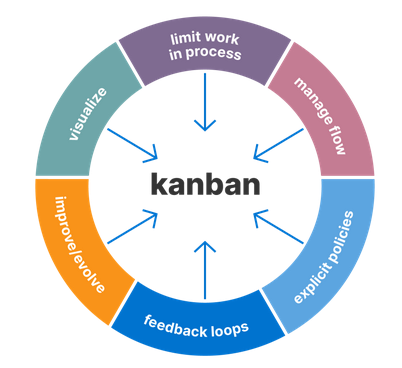 limit work
in process
manage flow
explicit policies
feedback loops
improve/evolve
visualize
kanban